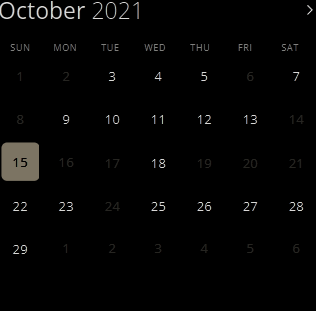 October 2021 >
SUN MON TUE WED THU FRI SAT
1 2 3 4 5 6 7
8 9 10 11 12 13 14
15 16 17 18 19 20 21
22 23 24 25 26 27 28
29 1 2 3 4 5 6